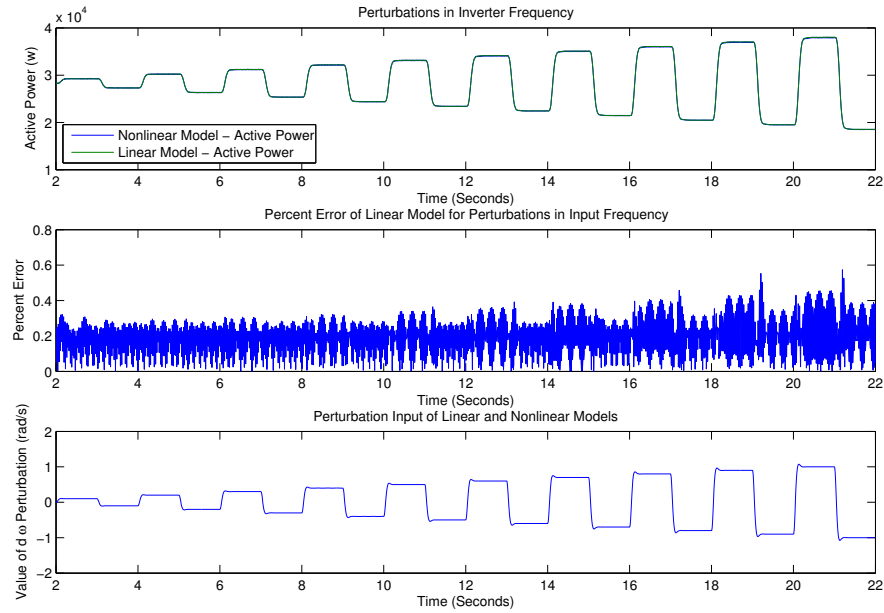 Perturbations in Inverter Frequency
x 10^4
4
3
2
1
Active Power (w)
Nonlinear Model − Active Power
Linear Model − Active Power
2 4 6 8 10 12 14 16 18 20 22
Time (Seconds)
Percent Error of Linear Model for Perturbations in Input Frequency
0.8
0.6
0.4
0.2
0
Percent Error
2 4 6 8 10 12 14 16 18 20 22
Time (Seconds)
Perturbation Input of Linear and Nonlinear Models
2
1
0
−1
−2
Value of d ω Perturbation (rad/s)
2 4 6 8 10 12 14 16 18 20 22
Time (Seconds)